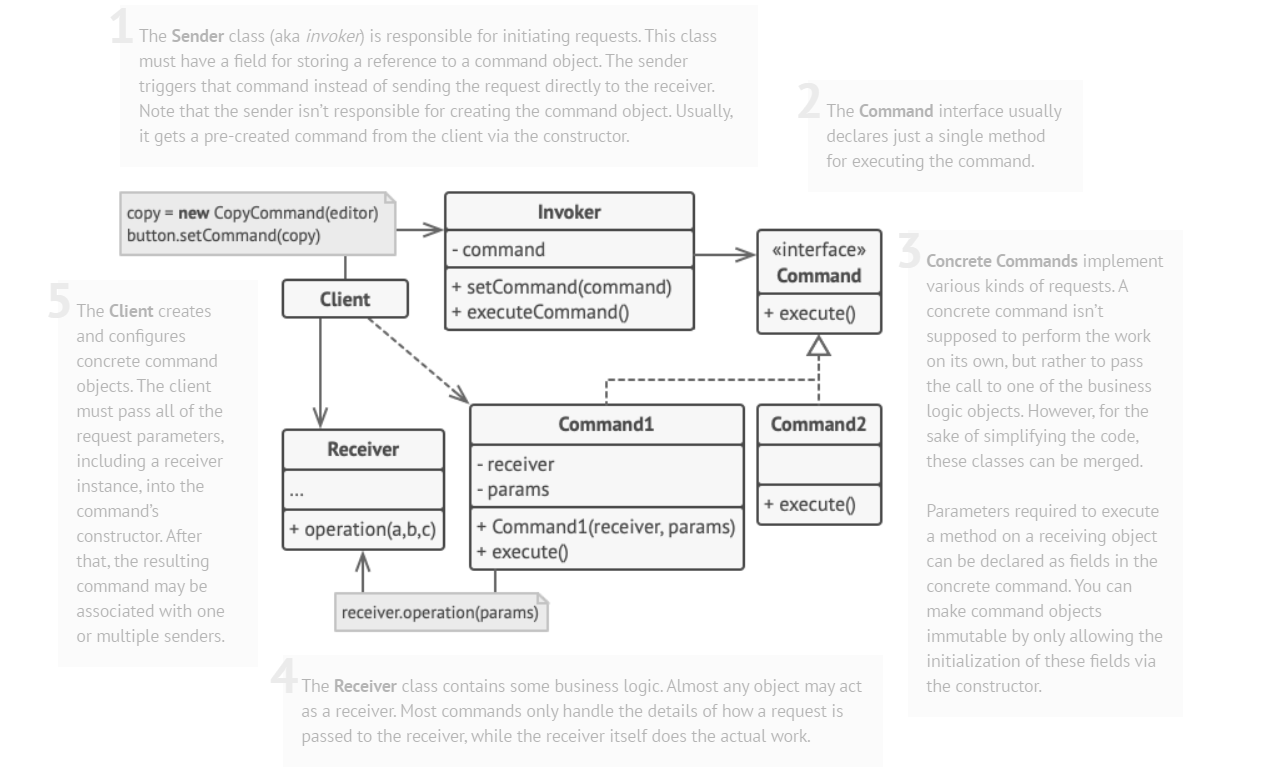 1
The Sender class (aka invoker) is responsible for initiating requests. This class
must have a field for storing a reference to a command object. The sender
triggers that command instead of sending the request directly to the receiver.
Note that the sender isn’t responsible for creating the command object. Usually,
it gets a pre-created command from the client via the constructor.
2
The Command interface usually
declares just a single method
for executing the command.
copy = new CopyCommand(editor)
button.setCommand(copy)
Invoker
- command
+ setCommand(command)
+ executeCommand()
«interface»
Command
+ execute()
3
Concrete Commands implement
various kinds of requests. A
concrete command isn’t
supposed to perform the work
on its own, but rather to pass
the call to one of the business
logic objects. However, for the
sake of simplifying the code,
these classes can be merged.
Parameters required to execute
a method on a receiving object
can be declared as fields in the
concrete command. You can
make command objects
immutable by only allowing the
initialization of these fields via
the constructor.
5
The Client creates
and configures
concrete command
objects. The client
must pass all of the
request parameters,
including a receiver
instance, into the
command’s
constructor. After
that, the resulting
command may be
associated with one
or multiple senders.
Client
Receiver
...
+ operation(a,b,c)
Command1
- receiver
- params
+ Command1(receiver, params)
+ execute()
Command2
+ execute()
receiver.operation(params)
4
The Receiver class contains some business logic. Almost any object may act
as a receiver. Most commands only handle the details of how a request is
passed to the receiver, while the receiver itself does the actual work.